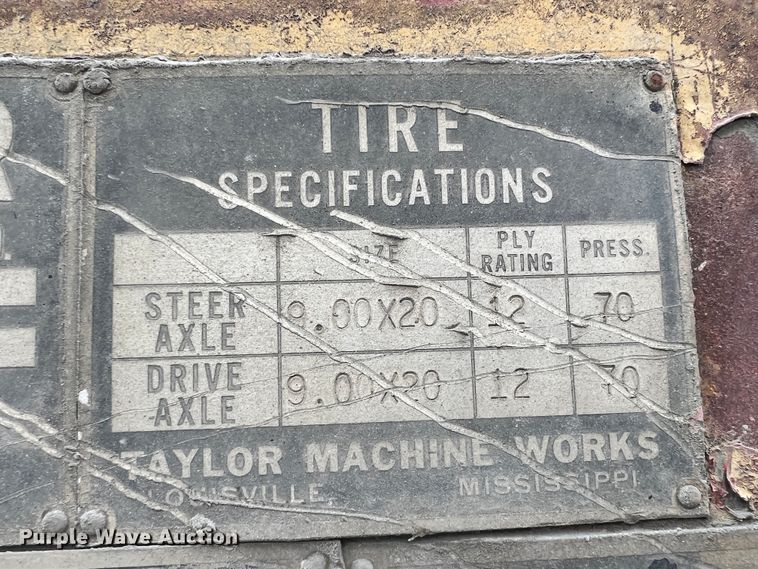 TIRE
SPECIFICATIONS
SIZE PLY RATING PRESS.
STEER AXLE 9.00X20 12 70
DRIVE AXLE 9.00X20 12 70
TAYLOR MACHINE WORKS
LOUISVILLE, MISSISSIPPI
R
Purple Wave Auction